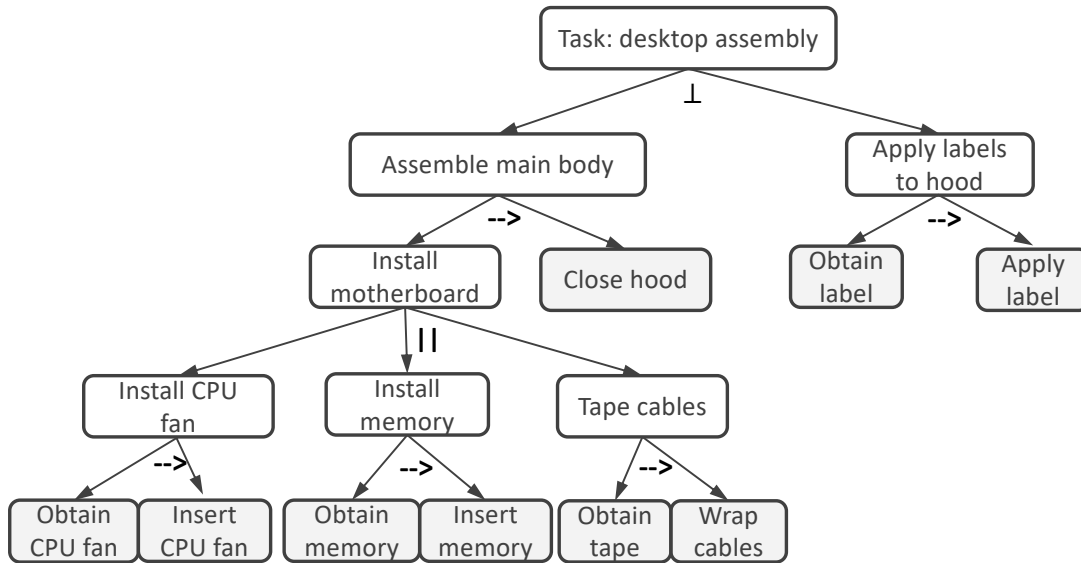 Task: desktop assembly
⊥
Assemble main body
Apply labels
to hood
-->
-->
Install
motherboard
Close hood
Obtain
label
Apply
label
||
Install CPU
fan
Install
memory
Tape cables
-->
-->
-->
Obtain
CPU fan
Insert
CPU fan
Obtain
memory
Insert
memory
Obtain
tape
Wrap
cables